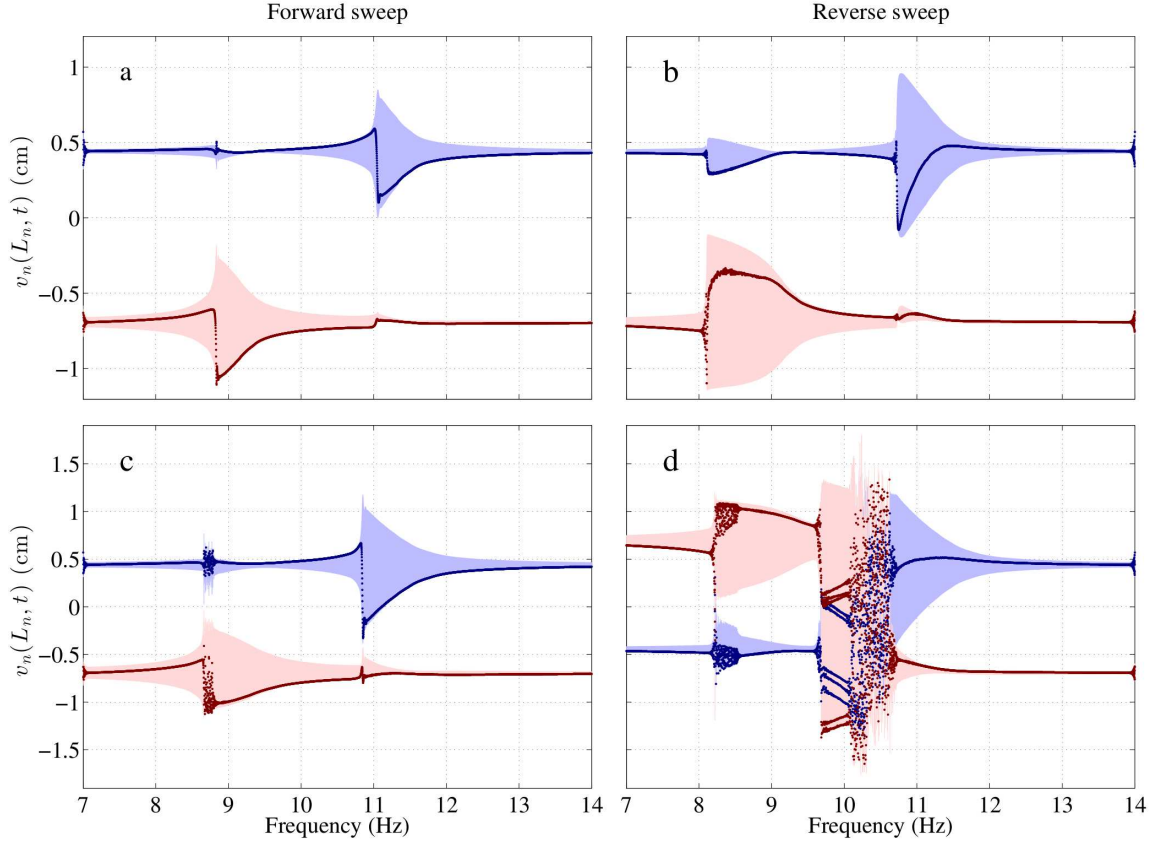 Forward sweep
Reverse sweep
a
b
1
0.5
0
−0.5
−1
vₙ(Lₙ, t) (cm)
c
d
1.5
1
0.5
0
−0.5
−1
−1.5
vₙ(Lₙ, t) (cm)
7 8 9 10 11 12 13 14
7 8 9 10 11 12 13 14
Frequency (Hz)
Frequency (Hz)